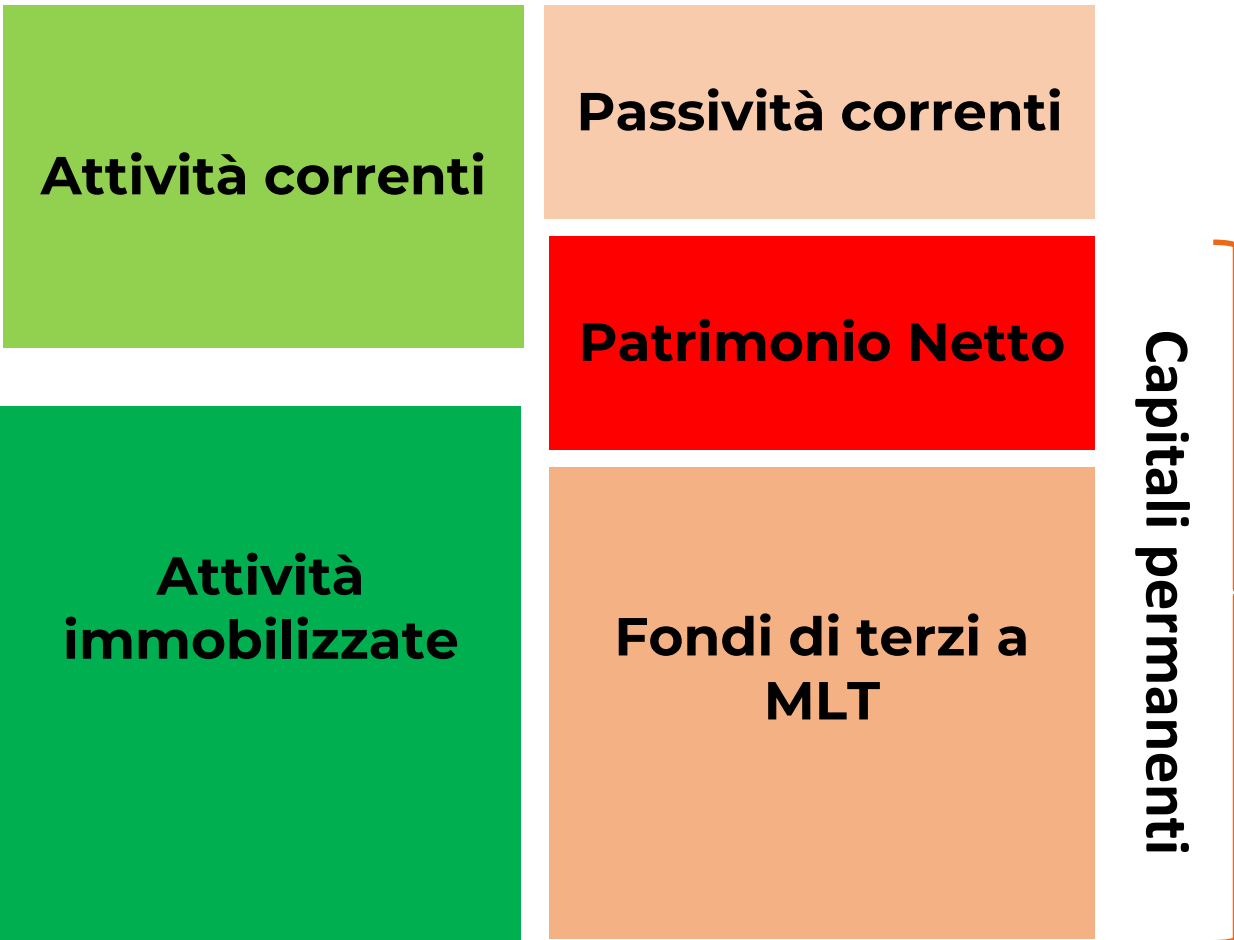 Attività correnti
Passività correnti
Patrimonio Netto
Attività
immobilizzate
Fondi di terzi a
MLT
Capitali permanenti